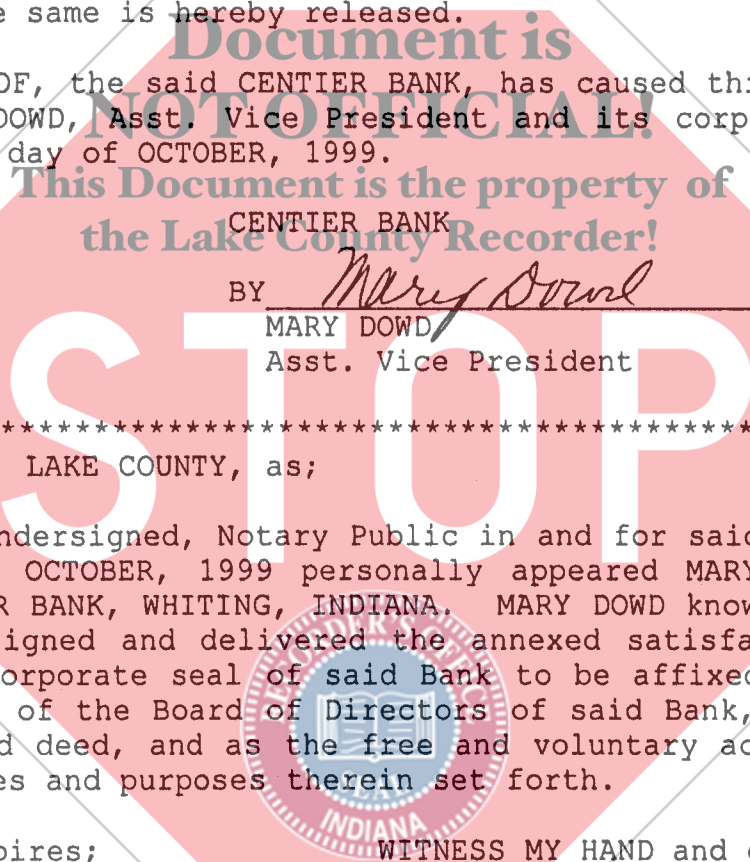 e same is hereby released.
Document is
OF, the said CENTIER BANK, has caused thi
NOT OFFICIAL!
DOWD, Asst. Vice President and its corp
day of OCTOBER, 1999.
This Document is the property of
CENTIER BANK
the Lake County Recorder!
BY Mary Dowd
MARY DOWD
Asst. Vice President
STOP
*******************************************
LAKE COUNTY, as;
ndersigned, Notary Public in and for said
OCTOBER, 1999 personally appeared MARY
R BANK, WHITING, INDIANA. MARY DOWD know
igned and delivered the annexed satisfa
orporate seal of said Bank to be affixed
of the Board of Directors of said Bank,
d deed, and as the free and voluntary ac
es and purposes therein set forth.
RECORDER'S OFFICE
SEAL
INDIANA
pires;
WITNESS MY HAND and